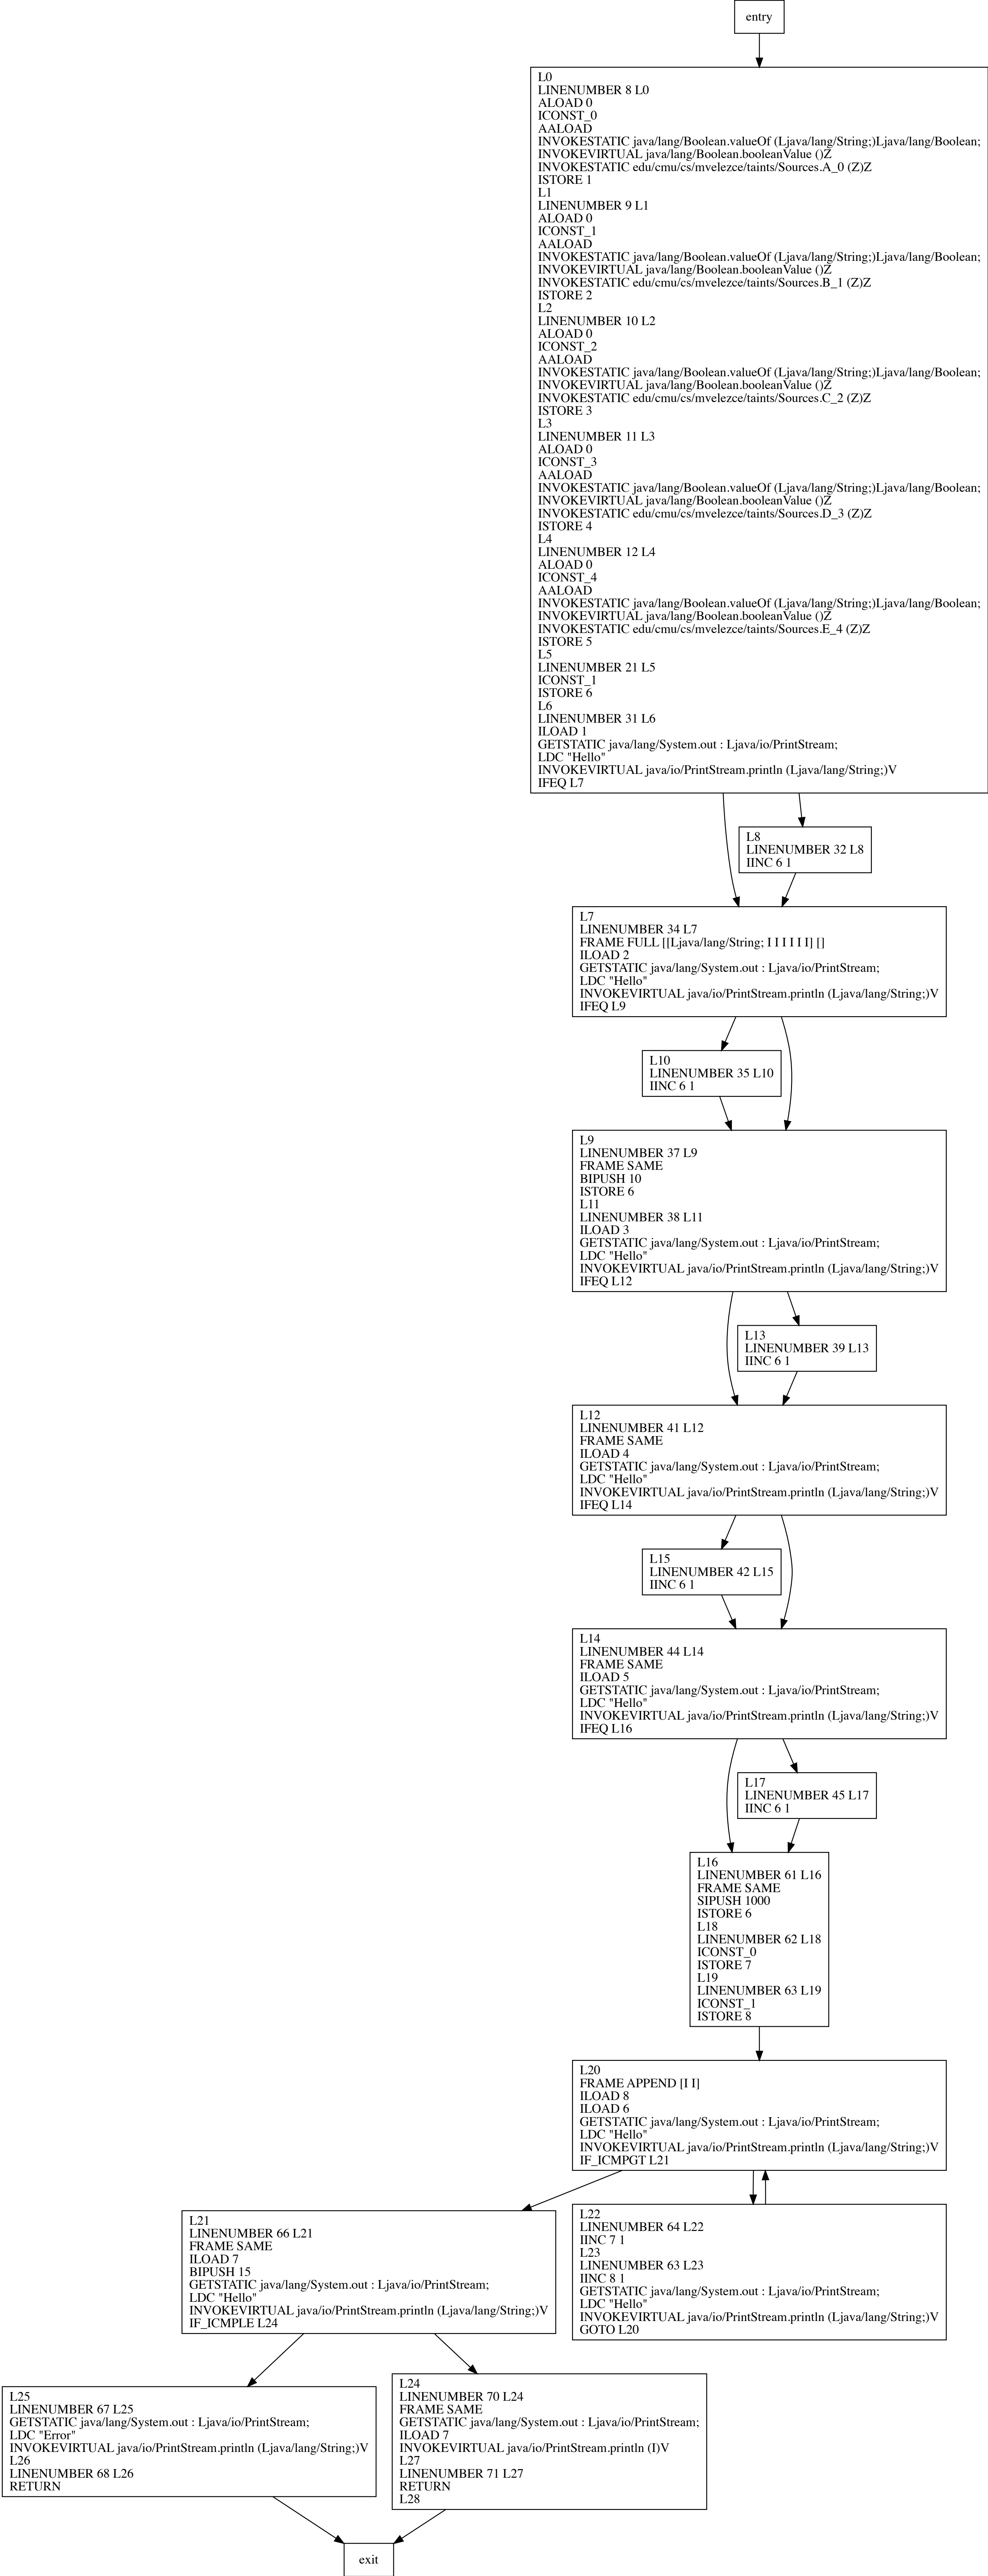 entry
L0
LINENUMBER 8 L0
ALOAD 0
ICONST_0
AALOAD
INVOKESTATIC java/lang/Boolean.valueOf (Ljava/lang/String;)Ljava/lang/Boolean;
INVOKEVIRTUAL java/lang/Boolean.booleanValue ()Z
INVOKESTATIC edu/cmu/cs/mvelezce/taints/Sources.A_0 (Z)Z
ISTORE 1
L1
LINENUMBER 9 L1
ALOAD 0
ICONST_1
AALOAD
INVOKESTATIC java/lang/Boolean.valueOf (Ljava/lang/String;)Ljava/lang/Boolean;
INVOKEVIRTUAL java/lang/Boolean.booleanValue ()Z
INVOKESTATIC edu/cmu/cs/mvelezce/taints/Sources.B_1 (Z)Z
ISTORE 2
L2
LINENUMBER 10 L2
ALOAD 0
ICONST_2
AALOAD
INVOKESTATIC java/lang/Boolean.valueOf (Ljava/lang/String;)Ljava/lang/Boolean;
INVOKEVIRTUAL java/lang/Boolean.booleanValue ()Z
INVOKESTATIC edu/cmu/cs/mvelezce/taints/Sources.C_2 (Z)Z
ISTORE 3
L3
LINENUMBER 11 L3
ALOAD 0
ICONST_3
AALOAD
INVOKESTATIC java/lang/Boolean.valueOf (Ljava/lang/String;)Ljava/lang/Boolean;
INVOKEVIRTUAL java/lang/Boolean.booleanValue ()Z
INVOKESTATIC edu/cmu/cs/mvelezce/taints/Sources.D_3 (Z)Z
ISTORE 4
L4
LINENUMBER 12 L4
ALOAD 0
ICONST_4
AALOAD
INVOKESTATIC java/lang/Boolean.valueOf (Ljava/lang/String;)Ljava/lang/Boolean;
INVOKEVIRTUAL java/lang/Boolean.booleanValue ()Z
INVOKESTATIC edu/cmu/cs/mvelezce/taints/Sources.E_4 (Z)Z
ISTORE 5
L5
LINENUMBER 21 L5
ICONST_1
ISTORE 6
L6
LINENUMBER 31 L6
ILOAD 1
GETSTATIC java/lang/System.out : Ljava/io/PrintStream;
LDC "Hello"
INVOKEVIRTUAL java/io/PrintStream.println (Ljava/lang/String;)V
IFEQ L7
L8
LINENUMBER 32 L8
IINC 6 1
L7
LINENUMBER 34 L7
FRAME FULL [[Ljava/lang/String; I I I I I I] []
ILOAD 2
GETSTATIC java/lang/System.out : Ljava/io/PrintStream;
LDC "Hello"
INVOKEVIRTUAL java/io/PrintStream.println (Ljava/lang/String;)V
IFEQ L9
L10
LINENUMBER 35 L10
IINC 6 1
L9
LINENUMBER 37 L9
FRAME SAME
BIPUSH 10
ISTORE 6
L11
LINENUMBER 38 L11
ILOAD 3
GETSTATIC java/lang/System.out : Ljava/io/PrintStream;
LDC "Hello"
INVOKEVIRTUAL java/io/PrintStream.println (Ljava/lang/String;)V
IFEQ L12
L13
LINENUMBER 39 L13
IINC 6 1
L12
LINENUMBER 41 L12
FRAME SAME
ILOAD 4
GETSTATIC java/lang/System.out : Ljava/io/PrintStream;
LDC "Hello"
INVOKEVIRTUAL java/io/PrintStream.println (Ljava/lang/String;)V
IFEQ L14
L15
LINENUMBER 42 L15
IINC 6 1
L14
LINENUMBER 44 L14
FRAME SAME
ILOAD 5
GETSTATIC java/lang/System.out : Ljava/io/PrintStream;
LDC "Hello"
INVOKEVIRTUAL java/io/PrintStream.println (Ljava/lang/String;)V
IFEQ L16
L17
LINENUMBER 45 L17
IINC 6 1
L16
LINENUMBER 61 L16
FRAME SAME
SIPUSH 1000
ISTORE 6
L18
LINENUMBER 62 L18
ICONST_0
ISTORE 7
L19
LINENUMBER 63 L19
ICONST_1
ISTORE 8
L20
FRAME APPEND [I I]
ILOAD 8
ILOAD 6
GETSTATIC java/lang/System.out : Ljava/io/PrintStream;
LDC "Hello"
INVOKEVIRTUAL java/io/PrintStream.println (Ljava/lang/String;)V
IF_ICMPGT L21
L21
LINENUMBER 66 L21
FRAME SAME
ILOAD 7
BIPUSH 15
GETSTATIC java/lang/System.out : Ljava/io/PrintStream;
LDC "Hello"
INVOKEVIRTUAL java/io/PrintStream.println (Ljava/lang/String;)V
IF_ICMPLE L24
L22
LINENUMBER 64 L22
IINC 7 1
L23
LINENUMBER 63 L23
IINC 8 1
GETSTATIC java/lang/System.out : Ljava/io/PrintStream;
LDC "Hello"
INVOKEVIRTUAL java/io/PrintStream.println (Ljava/lang/String;)V
GOTO L20
L25
LINENUMBER 67 L25
GETSTATIC java/lang/System.out : Ljava/io/PrintStream;
LDC "Error"
INVOKEVIRTUAL java/io/PrintStream.println (Ljava/lang/String;)V
L26
LINENUMBER 68 L26
RETURN
L24
LINENUMBER 70 L24
FRAME SAME
GETSTATIC java/lang/System.out : Ljava/io/PrintStream;
ILOAD 7
INVOKEVIRTUAL java/io/PrintStream.println (I)V
L27
LINENUMBER 71 L27
RETURN
L28
exit